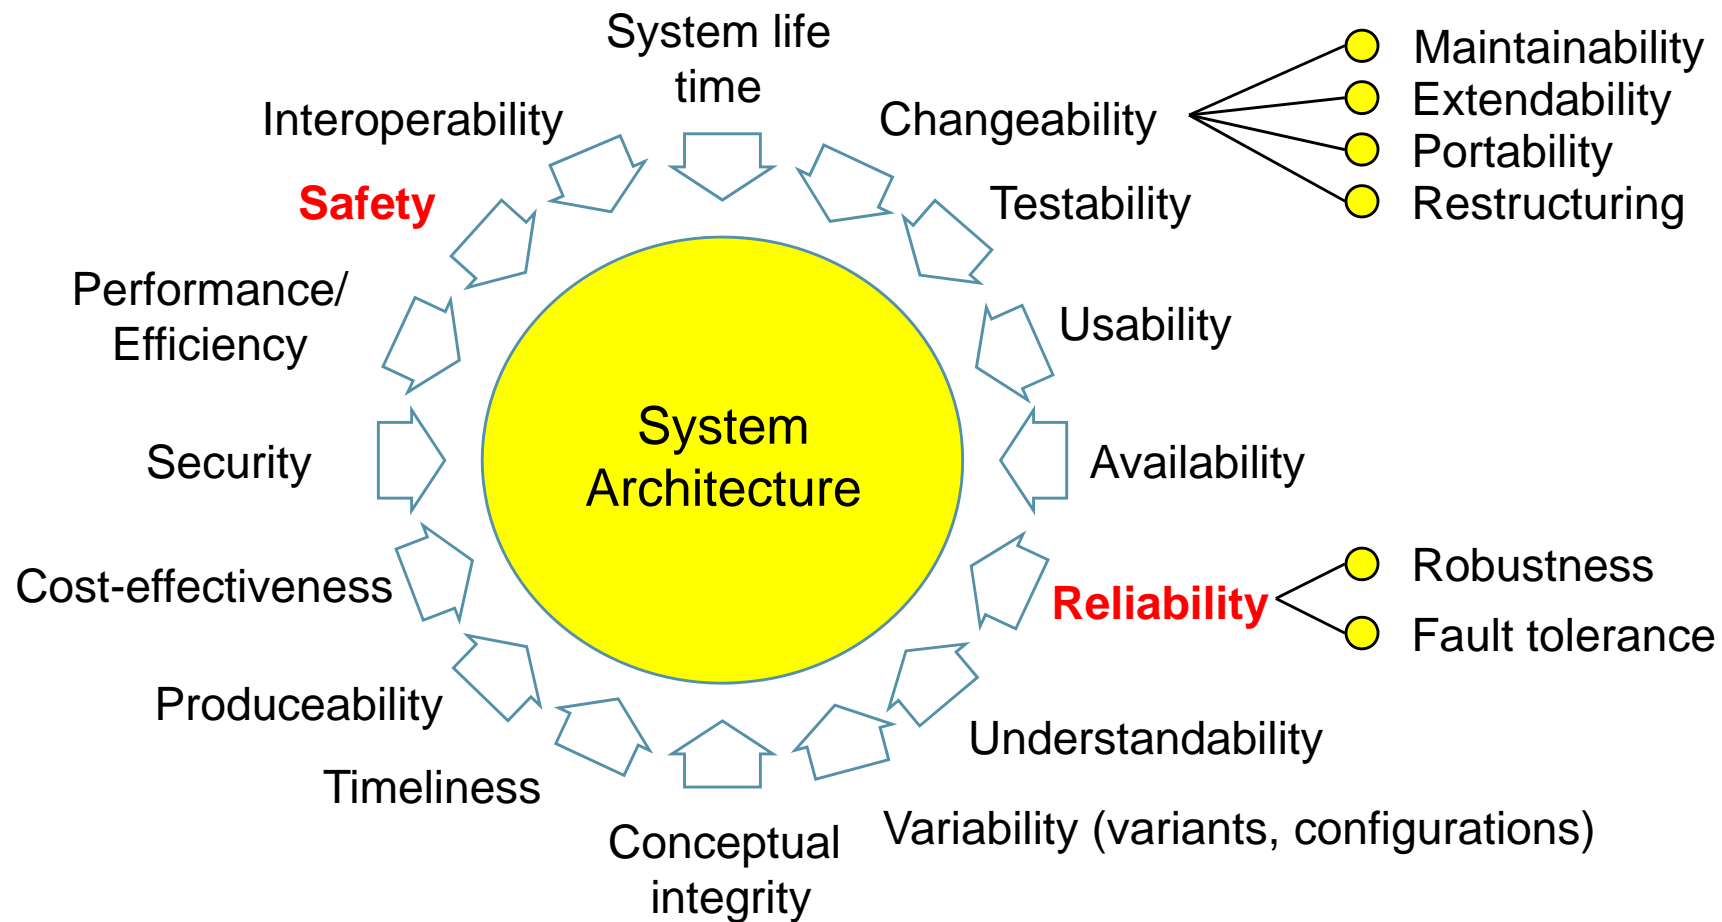 System life
time
Changeability
Maintainability
Extendability
Portability
Restructuring
Interoperability
Safety
Testability
Performance/
Efficiency
Usability
System
Architecture
Security
Availability
Cost-effectiveness
Reliability
Robustness
Fault tolerance
Produceability
Understandability
Timeliness
Variability (variants, configurations)
Conceptual
integrity